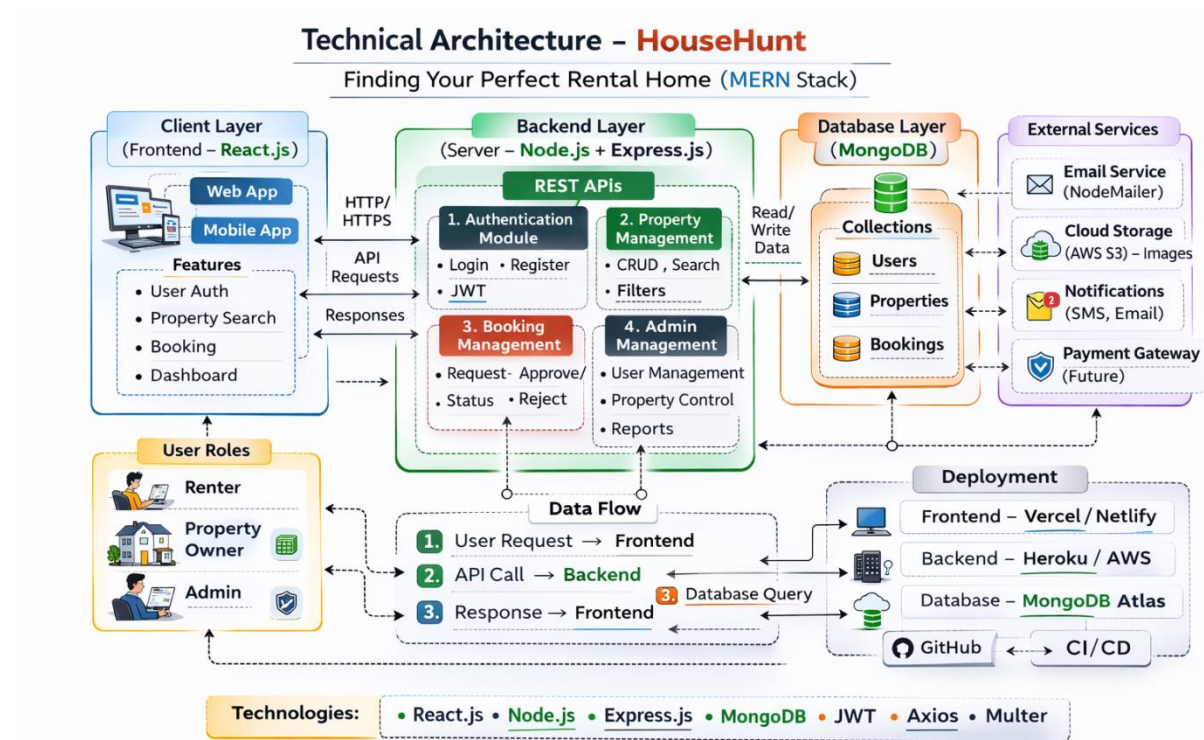 Technical Architecture – HouseHunt
Finding Your Perfect Rental Home (MERN Stack)
Client Layer
(Frontend – React.js)
Web App
Mobile App
Features
• User Auth
• Property Search
• Booking
• Dashboard
HTTP/
HTTPS
API
Requests
Responses
Backend Layer
(Server – Node.js + Express.js)
REST APIs
1. Authentication
Module
• Login • Register
• JWT
2. Property
Management
• CRUD , Search
• Filters
3. Booking
Management
• Request - Approve/
• Status • Reject
4. Admin
Management
• User Management
• Property Control
• Reports
Read/
Write
Data
Database Layer
(MongoDB)
Collections
Users
Properties
Bookings
External Services
Email Service
(NodeMailer)
Cloud Storage
(AWS S3) – Images
2
Notifications
(SMS, Email)
Payment Gateway
(Future)
User Roles
Renter
Property
Owner
Admin
Data Flow
1. User Request → Frontend
2. API Call → Backend
3. Database Query
3. Response → Frontend
Deployment
Frontend – Vercel / Netlify
Backend – Heroku / AWS
Database – MongoDB Atlas
GitHub
CI/CD
Technologies: • React.js • Node.js • Express.js • MongoDB • JWT • Axios • Multer